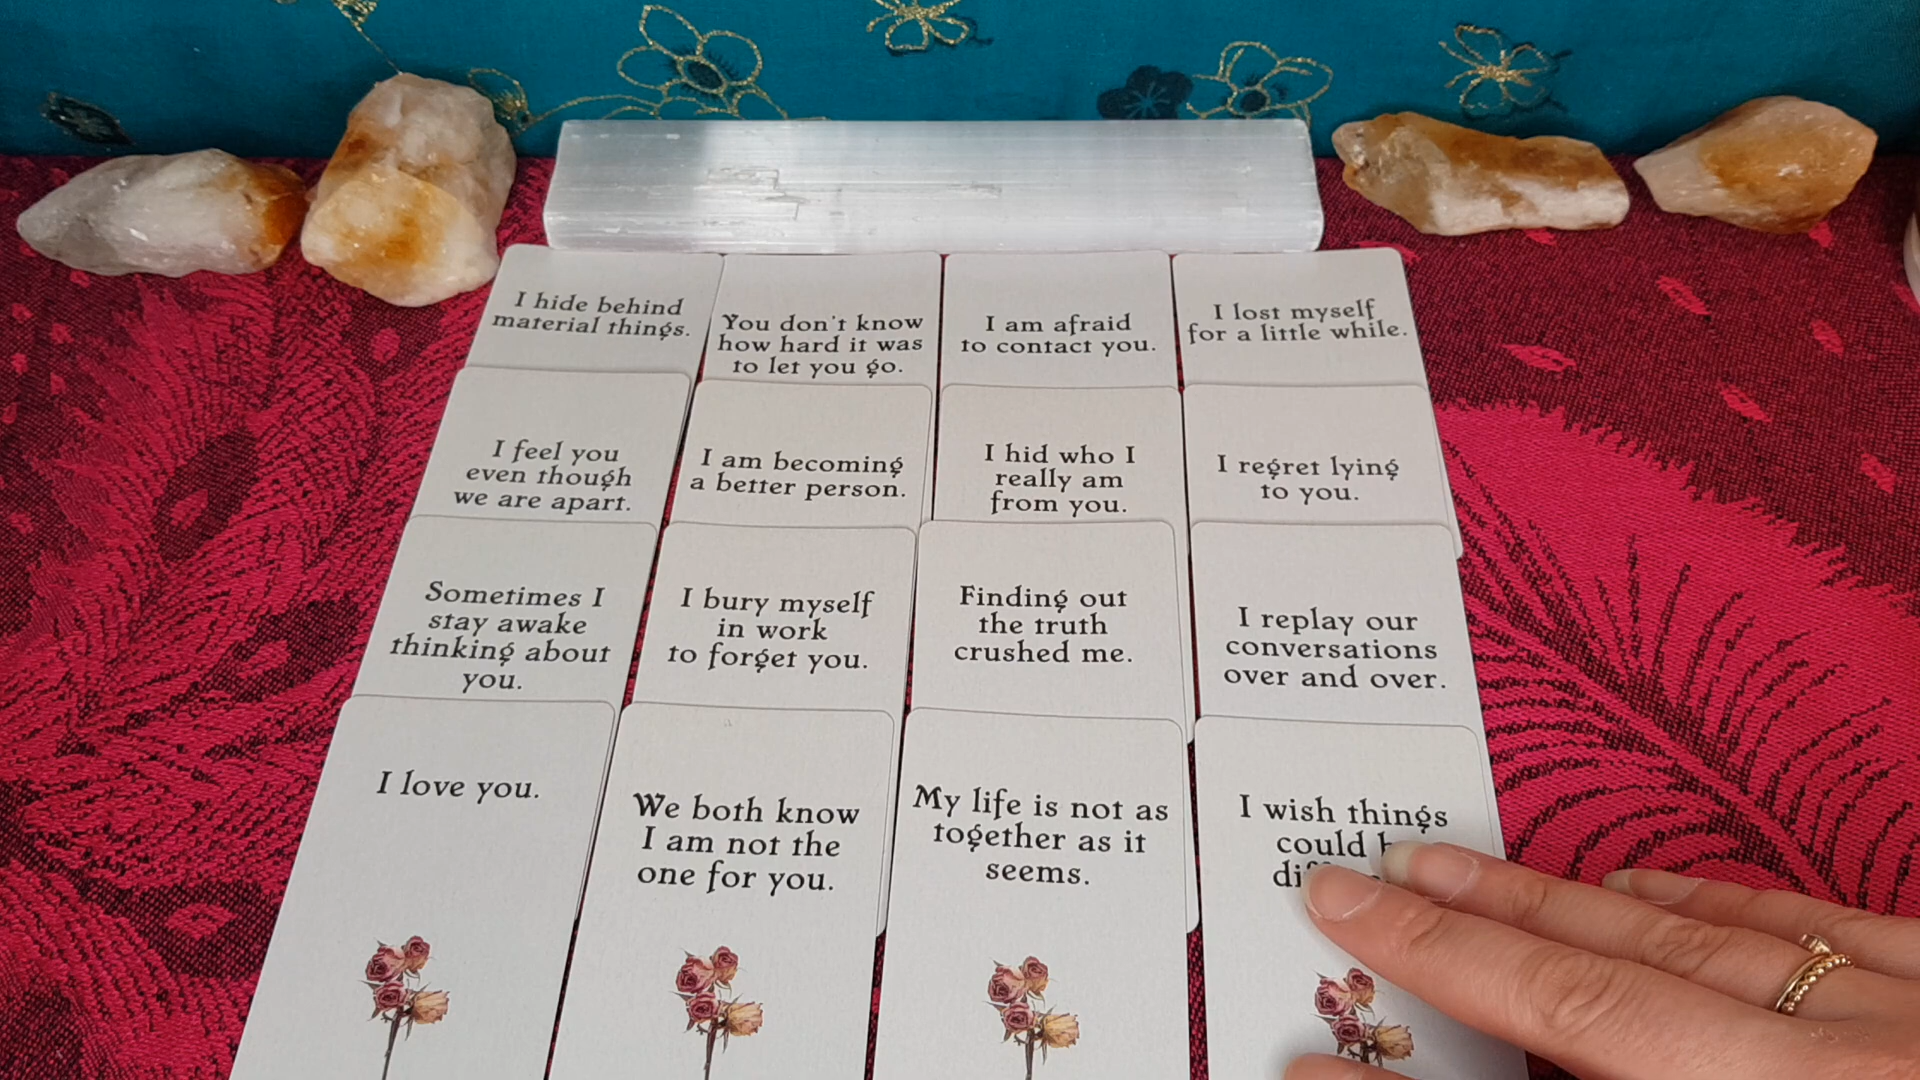 I hide behind
material things.
You don't know
how hard it was
to let you go.
I am afraid
to contact you.
I lost myself
for a little while.
I feel you
even though
we are apart.
I am becoming
a better person.
I hid who I
really am
from you.
I regret lying
to you.
Sometimes I
stay awake
thinking about
you.
I bury myself
in work
to forget you.
Finding out
the truth
crushed me.
I replay our
conversations
over and over.
I love you.
We both know
I am not the
one for you.
My life is not as
together as it
seems.
I wish things
could